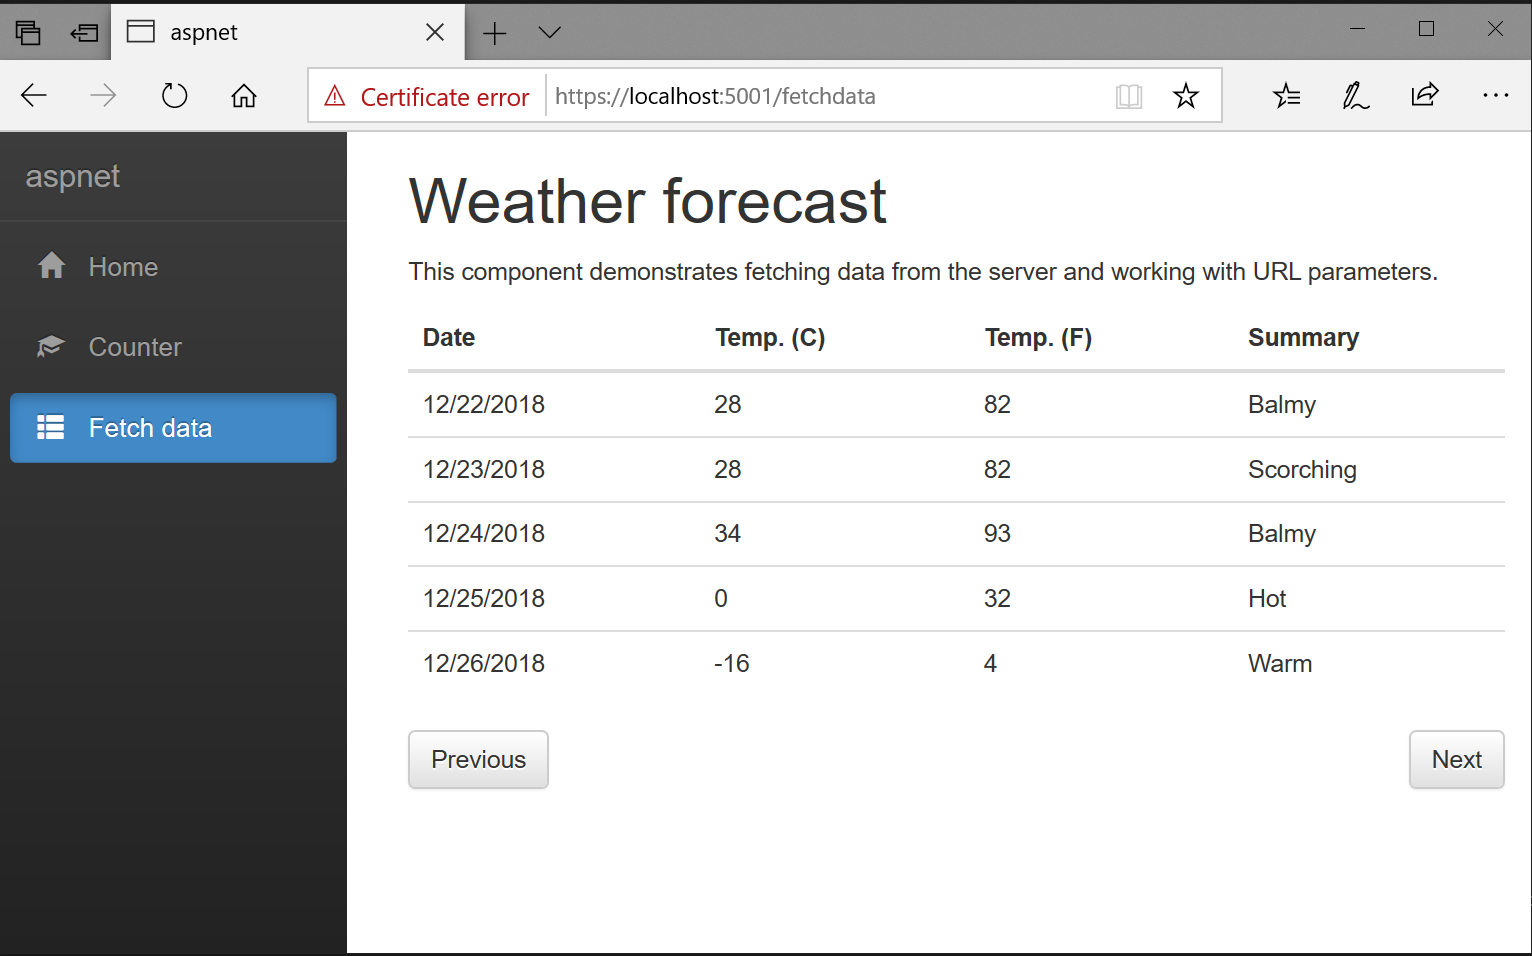 aspnet
Certificate error https://localhost:5001/fetchdata
aspnet
Home
Counter
Fetch data
Weather forecast
This component demonstrates fetching data from the server and working with URL parameters.
Date Temp. (C) Temp. (F) Summary
12/22/2018 28 82 Balmy
12/23/2018 28 82 Scorching
12/24/2018 34 93 Balmy
12/25/2018 0 32 Hot
12/26/2018 -16 4 Warm
Previous Next